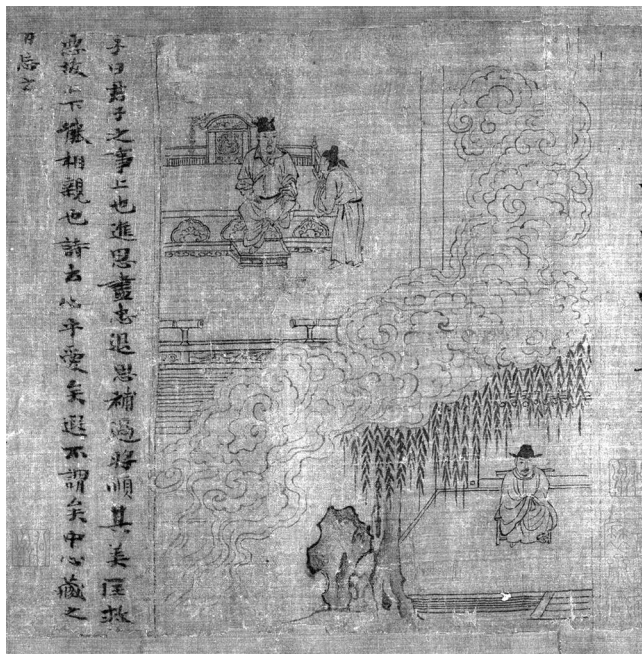 子曰君子之事上也進思盡忠退思補過將順其美匡救
惡故上下能相親也詩云心乎愛矣遐不謂矣中心藏之
日忘之